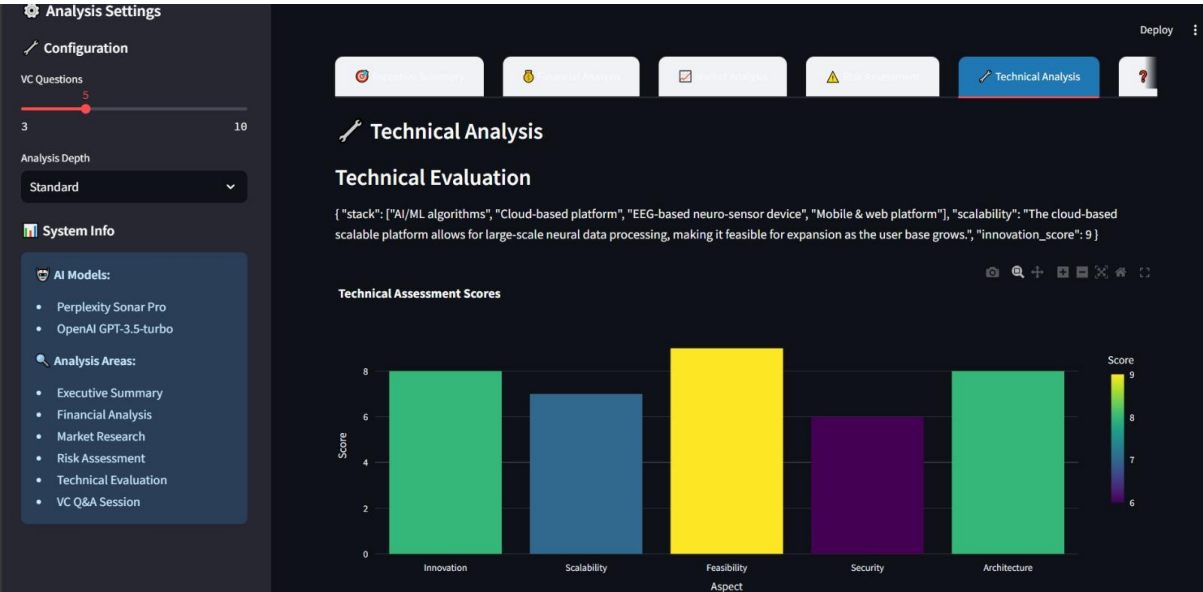 Analysis Settings
Configuration
VC Questions
5
3 10
Analysis Depth
Standard
System Info
AI Models:
Perplexity Sonar Pro
OpenAI GPT-3.5-turbo
Analysis Areas:
Executive Summary
Financial Analysis
Market Research
Risk Assessment
Technical Evaluation
VC Q&A Session
Deploy
Technical Analysis
Technical Analysis
Technical Evaluation
{ "stack": ["AI/ML algorithms", "Cloud-based platform", "EEG-based neuro-sensor device", "Mobile & web platform"], "scalability": "The cloud-based
scalable platform allows for large-scale neural data processing, making it feasible for expansion as the user base grows.", "innovation_score": 9 }
Technical Assessment Scores
Score
9
8
7
6
8
6
4
2
0
Score
Innovation Scalability Feasibility Security Architecture
Aspect